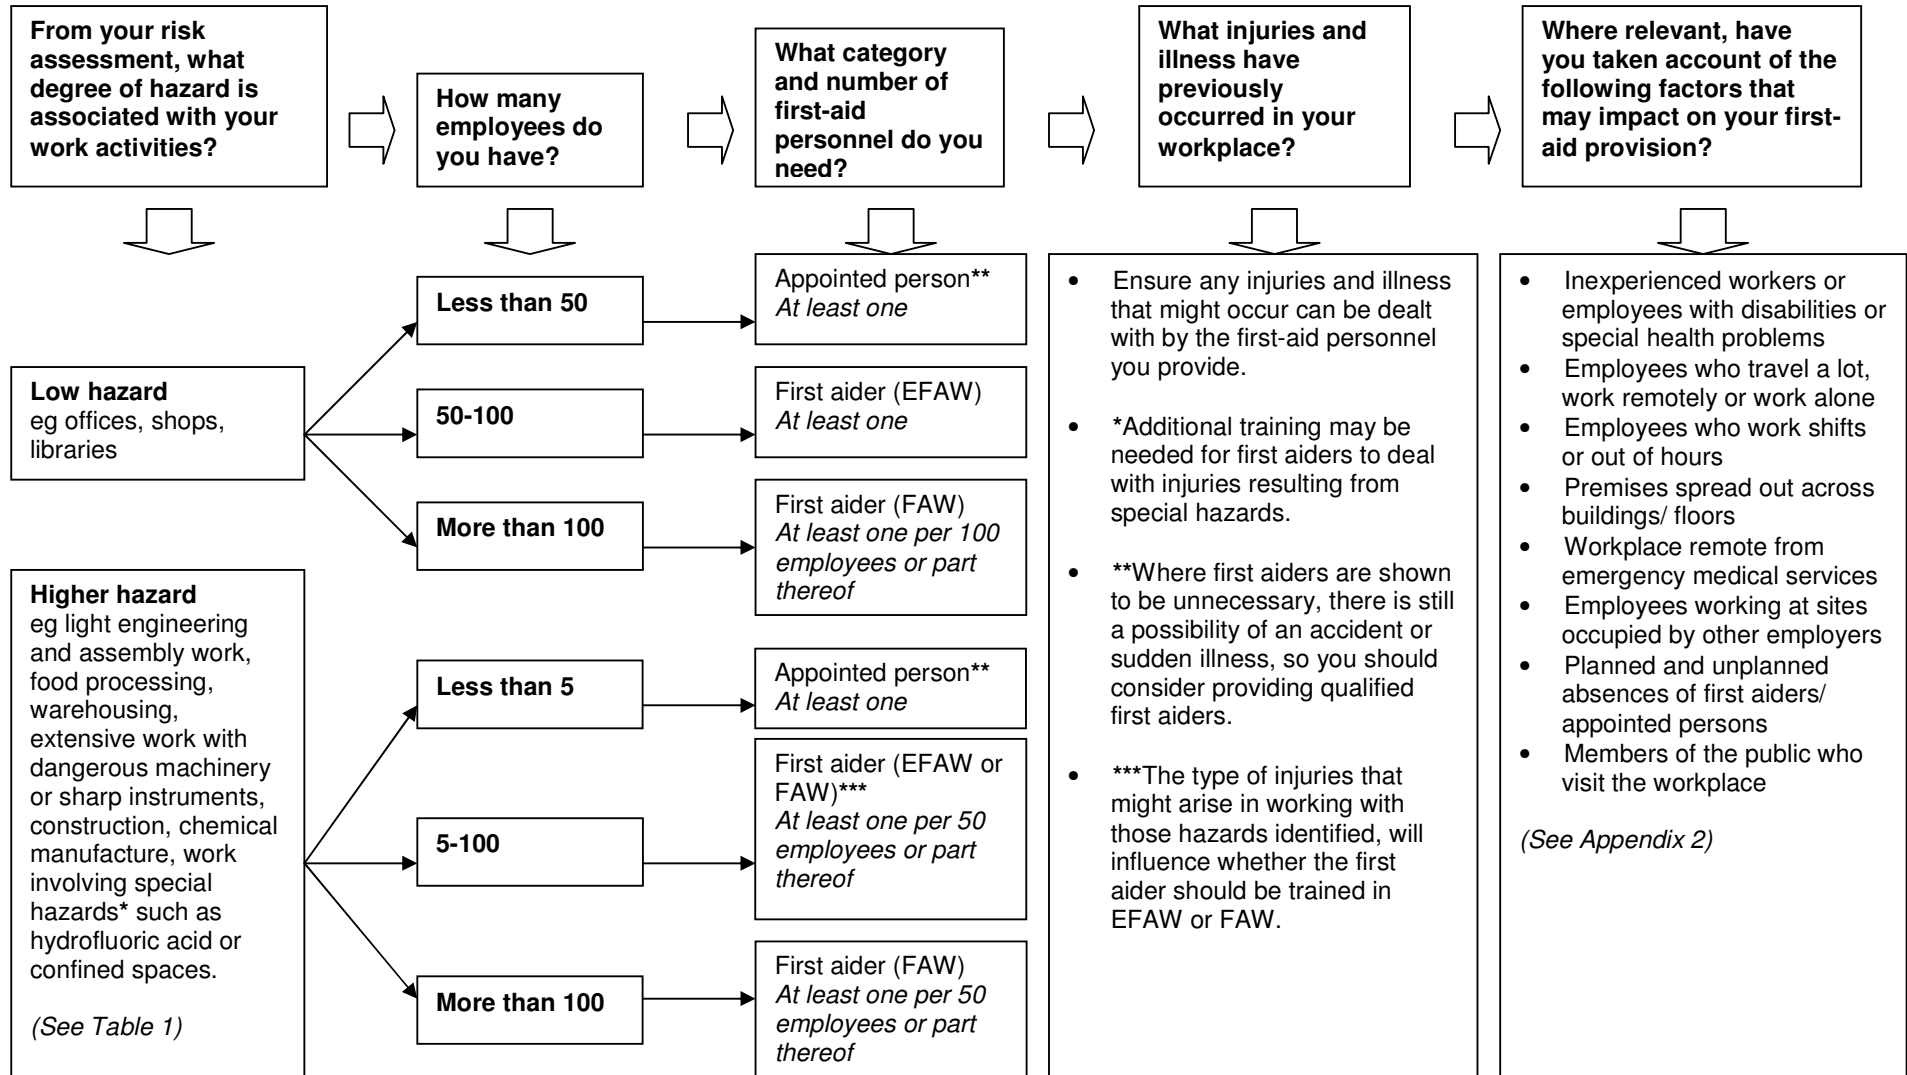 From your risk
assessment, what
degree of hazard is
associated with your
work activities?
How many
employees do
you have?
What category
and number of
first-aid
personnel do you
need?
What injuries and
illness have
previously
occurred in your
workplace?
Where relevant, have
you taken account of the
following factors that
may impact on your first-
aid provision?
Low hazard
eg offices, shops,
libraries
Less than 50
Appointed person**
At least one
50-100
First aider (EFAW)
At least one
More than 100
First aider (FAW)
At least one per 100
employees or part
thereof
Higher hazard
eg light engineering
and assembly work,
food processing,
warehousing,
extensive work with
dangerous machinery
or sharp instruments,
construction, chemical
manufacture, work
involving special
hazards* such as
hydrofluoric acid or
confined spaces.
(See Table 1)
Less than 5
Appointed person**
At least one
5-100
First aider (EFAW or
FAW)***
At least one per 50
employees or part
thereof
More than 100
First aider (FAW)
At least one per 50
employees or part
thereof
• Ensure any injuries and illness
that might occur can be dealt
with by the first-aid personnel
you provide.
• *Additional training may be
needed for first aiders to deal
with injuries resulting from
special hazards.
• **Where first aiders are shown
to be unnecessary, there is still
a possibility of an accident or
sudden illness, so you should
consider providing qualified
first aiders.
• ***The type of injuries that
might arise in working with
those hazards identified, will
influence whether the first
aider should be trained in
EFAW or FAW.
• Inexperienced workers or
employees with disabilities or
special health problems
• Employees who travel a lot,
work remotely or work alone
• Employees who work shifts
or out of hours
• Premises spread out across
buildings/ floors
• Workplace remote from
emergency medical services
• Employees working at sites
occupied by other employers
• Planned and unplanned
absences of first aiders/
appointed persons
• Members of the public who
visit the workplace
(See Appendix 2)